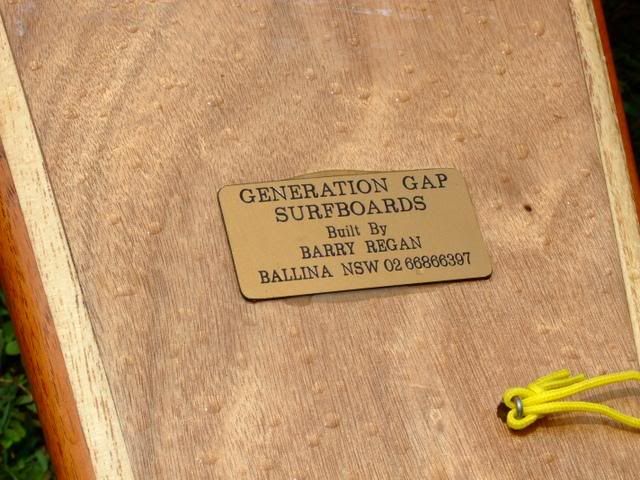 GENERATION GAP
SURFBOARDS
Built By
BARRY REGAN
BALLINA NSW 02 66866397